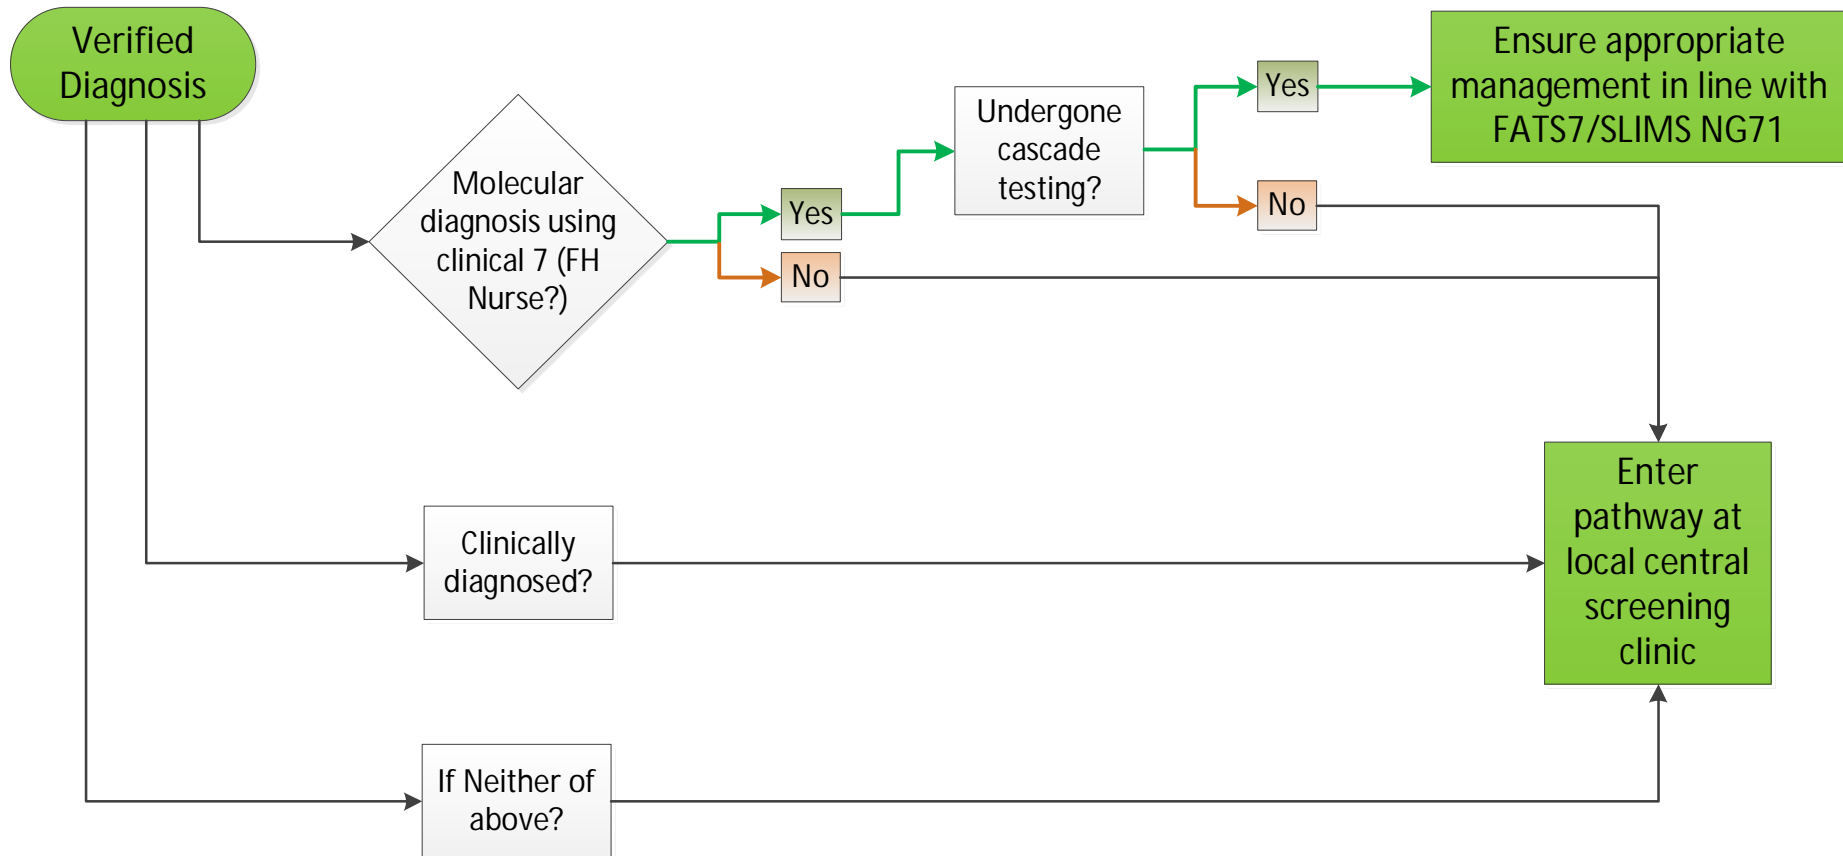 Verified
Diagnosis
Molecular
diagnosis using
clinical 7 (FH
Nurse?)
Yes
No
Undergone
cascade
testing?
Yes
No
Ensure appropriate
management in line with
FATS7/SLIMS NG71
Clinically
diagnosed?
If Neither of
above?
Enter
pathway at
local central
screening
clinic